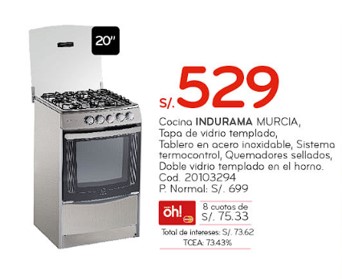 20"
S/. 529
Cocina INDURAMA MURCIA,
Tapa de vidrio templado,
Tablero en acero inoxidable, Sistema
termocontrol, Quemadores sellados,
Doble vidrio templado en el horno.
Cod. 20103294
P. Normal: S/. 699
oh!
8 cuotas de
S/. 75.33
Total de intereses: S/. 73.62
TCEA: 73.43%